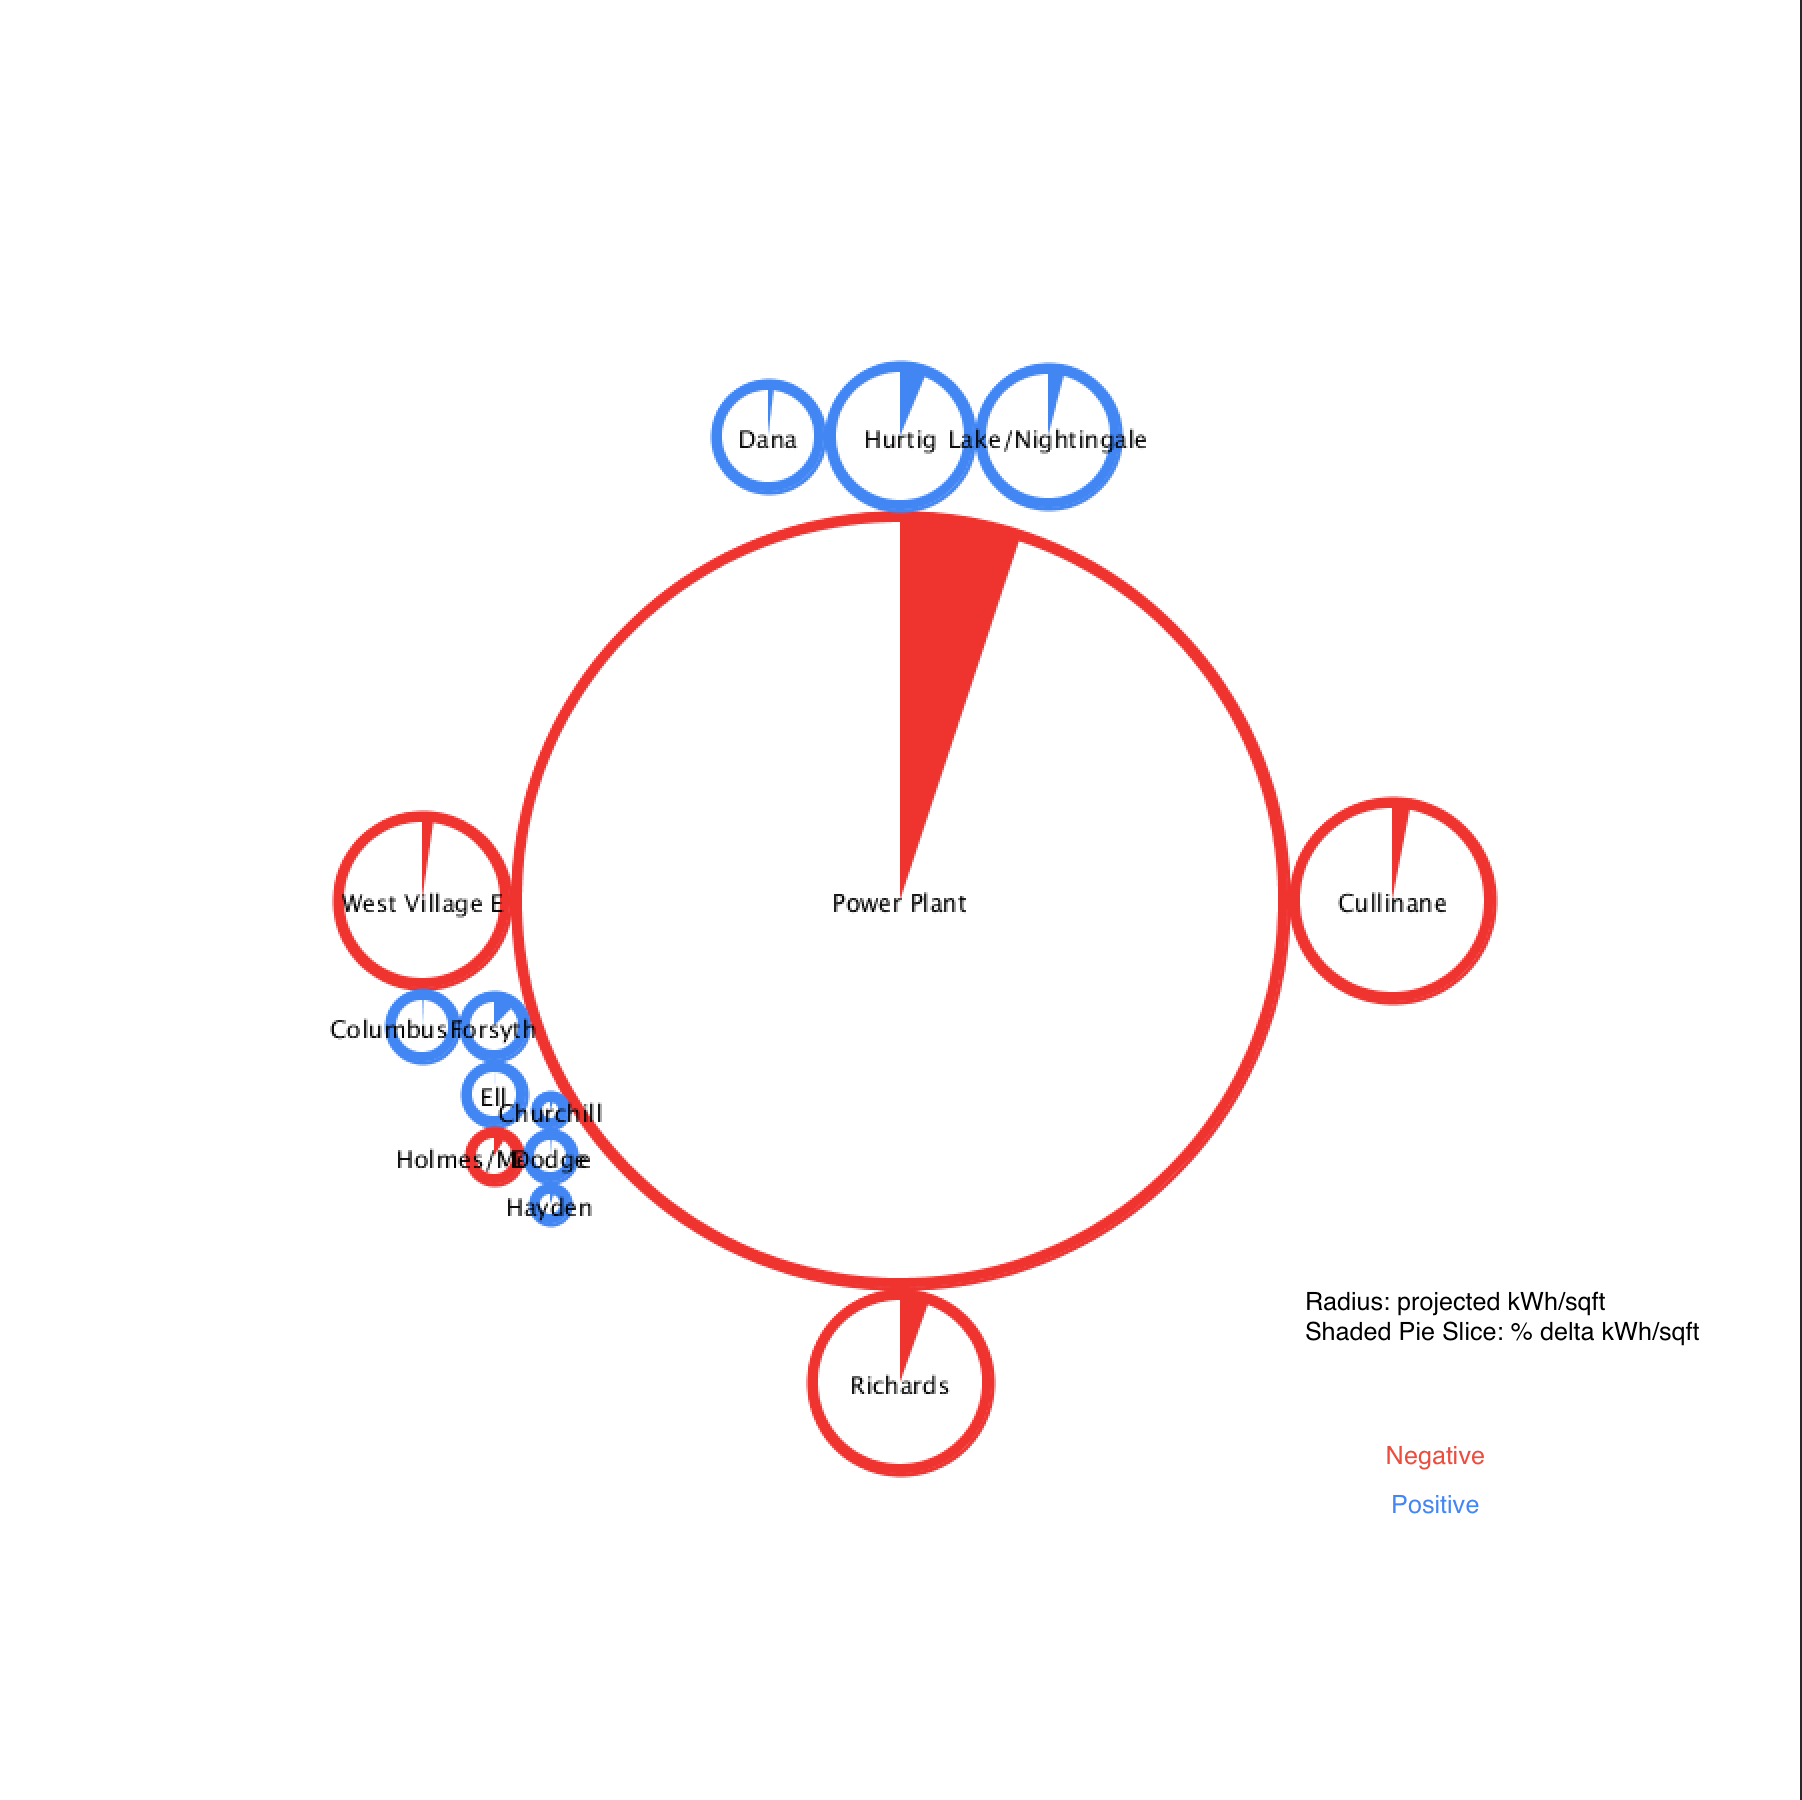 Dana
Hurtig
Lake/Nightingale
Power Plant
West Village E
Cullinane
Columbus
Forsyth
Ell
Churchill
Dodge
Hayden
Richards
Radius: projected kWh/sqft
Shaded Pie Slice: % delta kWh/sqft
Negative
Positive